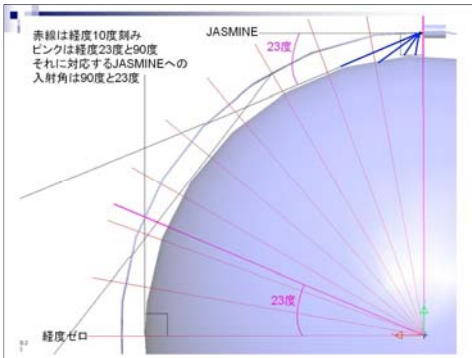 赤線は経度10度刻み
ピンクは経度23度と90度
それに対応するJASMINEへの
入射角は90度と23度
JASMINE
23度
23度
経度ゼロ